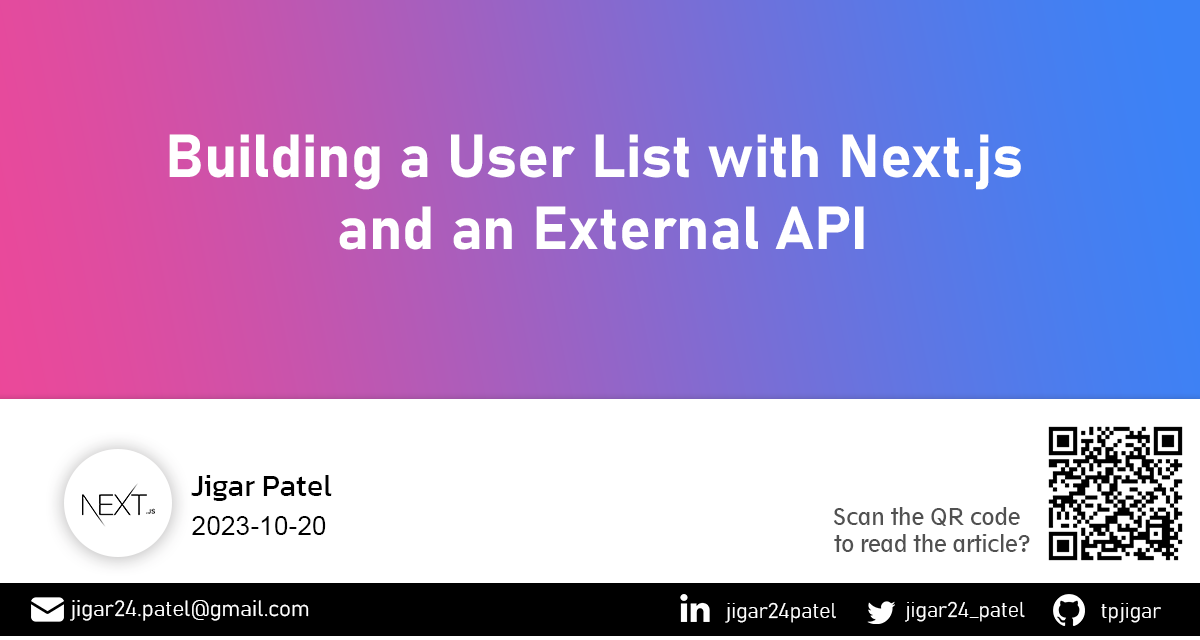 Building a User List with Next.js
and an External API
NEXT.JS
Jigar Patel
2023-10-20
Scan the QR code
to read the article?
jigar24.patel@gmail.com
in jigar24patel
jigar24_patel
tpjigar